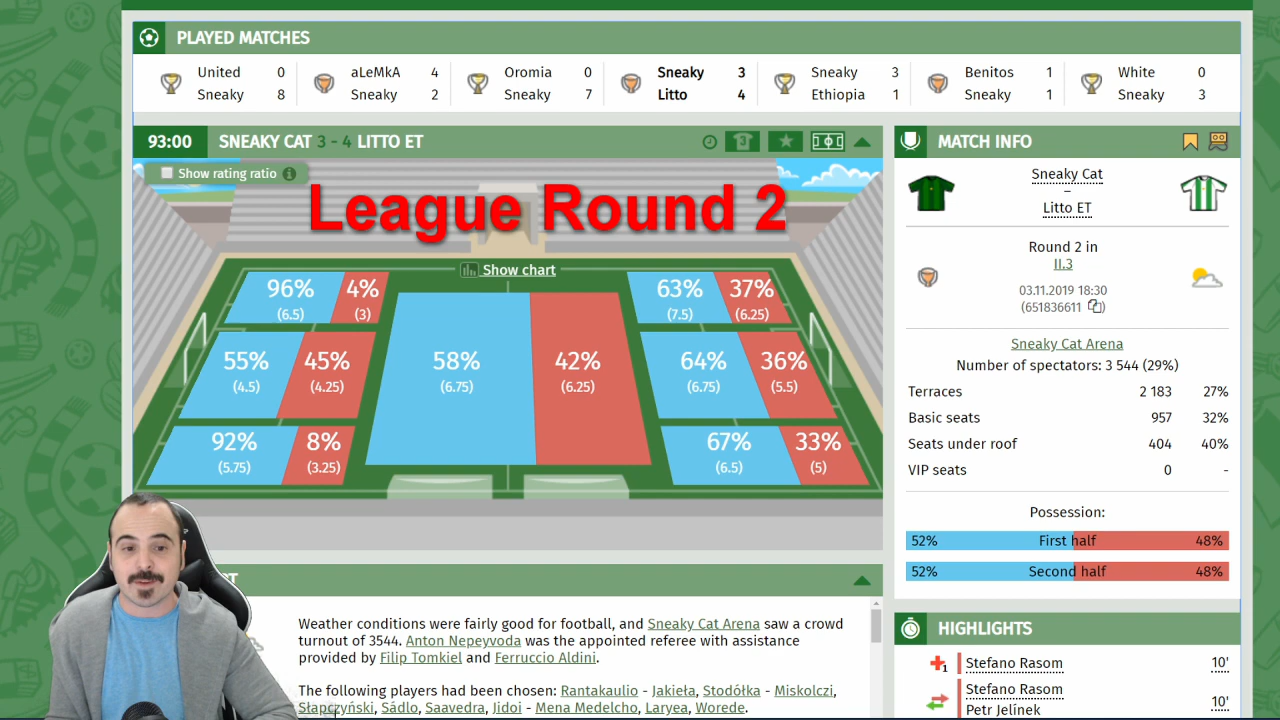 PLAYED MATCHES
United 0
Sneaky 8
aLeMkA 4
Sneaky 2
Oromia 0
Sneaky 7
Sneaky 3
Litto 4
Sneaky 3
Ethiopia 1
Benitos 1
Sneaky 1
White 0
Sneaky 3
93:00 SNEAKY CAT 3 - 4 LITTO ET
3
Show rating ratio
League Round 2
Show chart
96% (6.5)
4% (3)
55% (4.5)
45% (4.25)
92% (5.75)
8% (3.25)
58% (6.75)
42% (6.25)
63% (7.5)
37% (6.25)
64% (6.75)
36% (5.5)
67% (6.5)
33% (5)
MATCH INFO
Sneaky Cat
–
Litto ET
Round 2 in
II.3
03.11.2019 18:30
(651836611)
Sneaky Cat Arena
Number of spectators: 3 544 (29%)
Terraces 2 183 27%
Basic seats 957 32%
Seats under roof 404 40%
VIP seats 0 -
Possession:
52% First half 48%
52% Second half 48%
Weather conditions were fairly good for football, and Sneaky Cat Arena saw a crowd
turnout of 3544. Anton Nepeyvoda was the appointed referee with assistance
provided by Filip Tomkiel and Ferruccio Aldini.
The following players had been chosen: Rantakaulio - Jakieła, Stodółka - Miskolczi,
Słapczyński, Sádlo, Saavedra, Jidoi - Mena Medelcho, Laryea, Worede.
HIGHLIGHTS
1 Stefano Rasom 10'
Stefano Rasom
Petr Jelínek 10'